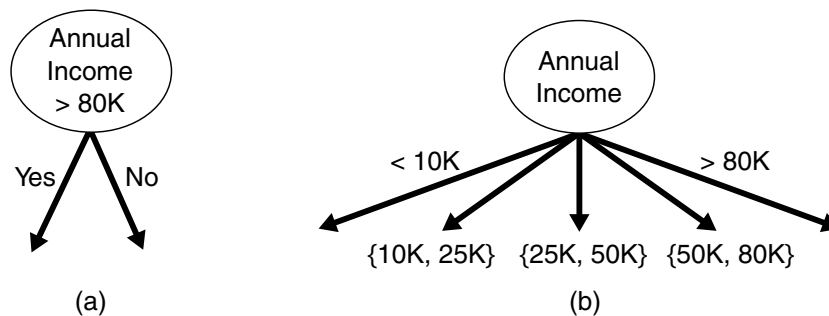 Annual
Income
> 80K
Yes
No
(a)
Annual
Income
< 10K
> 80K
{10K, 25K} {25K, 50K} {50K, 80K}
(b)